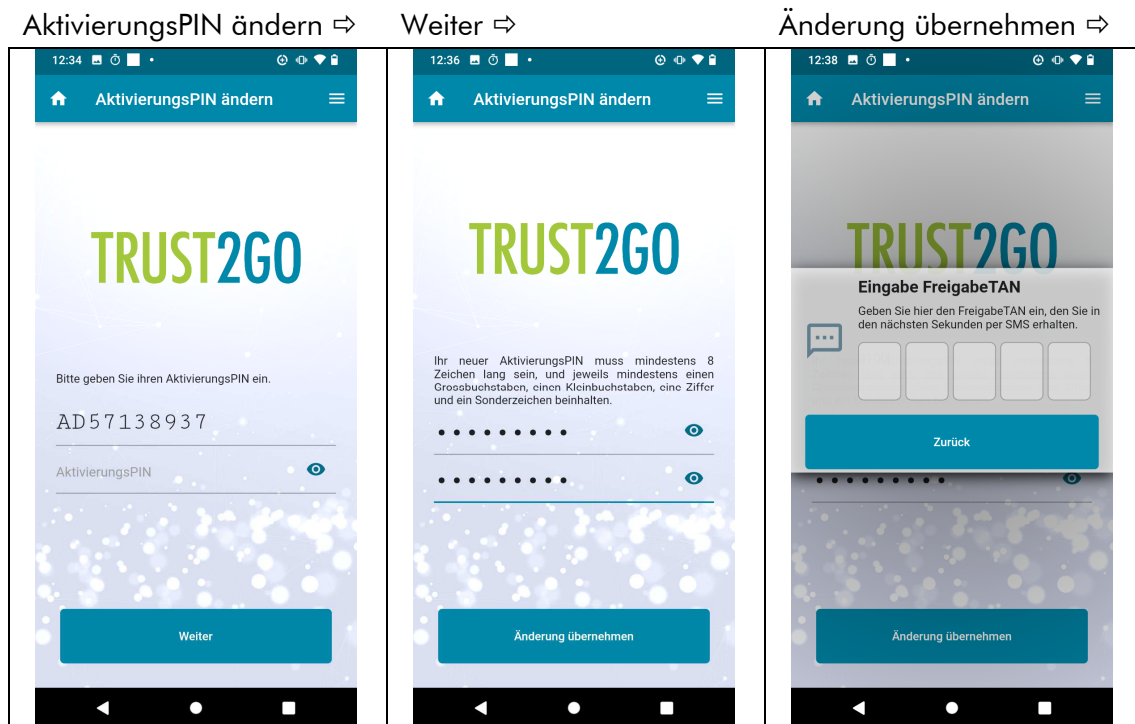 AktivierungsPIN ändern ⇨
Weiter ⇨
Änderung übernehmen ⇨
12:34
AktivierungsPIN ändern
TRUST2GO
Bitte geben Sie ihren AktivierungsPIN ein.
AD57138937
AktivierungsPIN
Weiter
12:36
AktivierungsPIN ändern
TRUST2GO
Ihr neuer AktivierungsPIN muss mindestens 8
Zeichen lang sein, und jeweils mindestens einen
Grossbuchstaben, einen Kleinbuchstaben, eine Ziffer
und ein Sonderzeichen beinhalten.
•••••••••
•••••••••
Änderung übernehmen
12:38
AktivierungsPIN ändern
TRUST2GO
Eingabe FreigabeTAN
Geben Sie hier den FreigabeTAN ein, den Sie in
den nächsten Sekunden per SMS erhalten.
Zurück
•••••••••
Änderung übernehmen